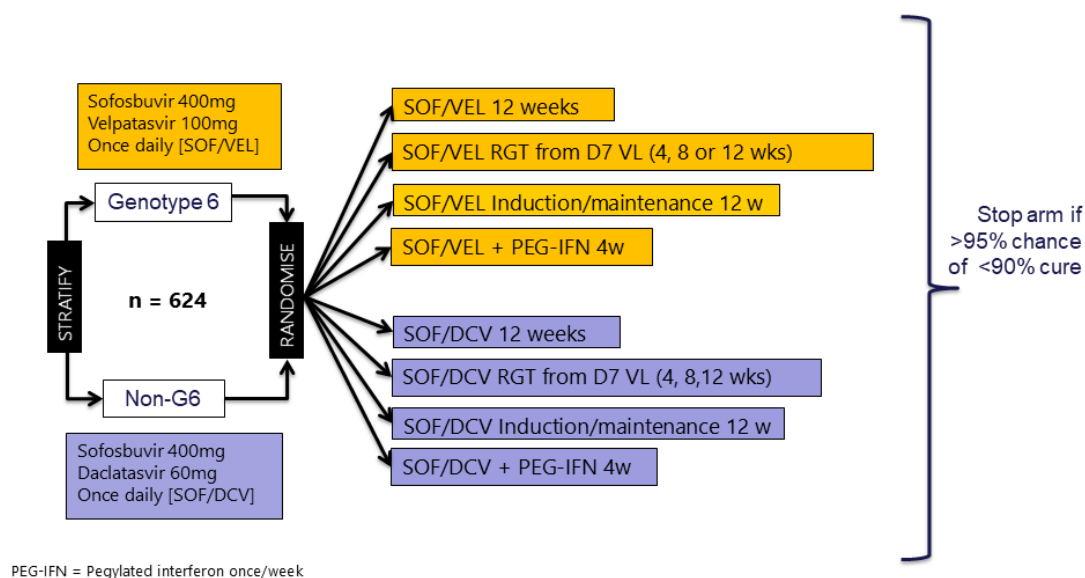 Sofosbuvir 400mg
Velpatasvir 100mg
Once daily [SOF/VEL]
Genotype 6
STRATIFY
n = 624
RANDOMISE
Non-G6
Sofosbuvir 400mg
Daclatasvir 60mg
Once daily [SOF/DCV]
SOF/VEL 12 weeks
SOF/VEL RGT from D7 VL (4, 8 or 12 wks)
SOF/VEL Induction/maintenance 12 w
SOF/VEL + PEG-IFN 4w
SOF/DCV 12 weeks
SOF/DCV RGT from D7 VL (4, 8,12 wks)
SOF/DCV Induction/maintenance 12 w
SOF/DCV + PEG-IFN 4w
Stop arm if
>95% chance
of <90% cure
PEG-IFN = Pegylated interferon once/week